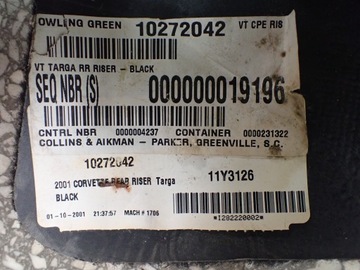 OWLING GREEN 10272042 VT CPE RIS
VT TARGA RR RISER - BLACK
SEQ NBR (S) 000000019196
CNTRL NBR 0000004237 CONTAINER 0000231322
COLLINS & AIKMAN - PARKER, GREENVILLE, S.C.
10272042
2001 CORVETTE REAR RISER Targa 11Y3126
BLACK
01-10-2001 21:37:57 MACH # 1706 *I282220002*